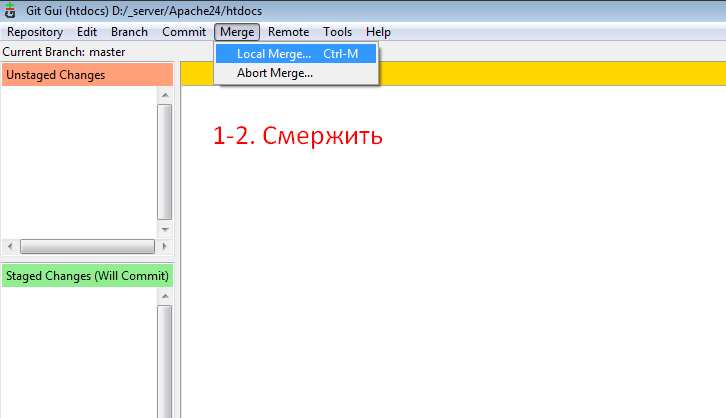 Git Gui (htdocs) D:/_server/Apache24/htdocs
Repository Edit Branch Commit Merge Remote Tools Help
Current Branch: master
Local Merge... Ctrl-M
Abort Merge...
Unstaged Changes
1-2. Смержить
Staged Changes (Will Commit)